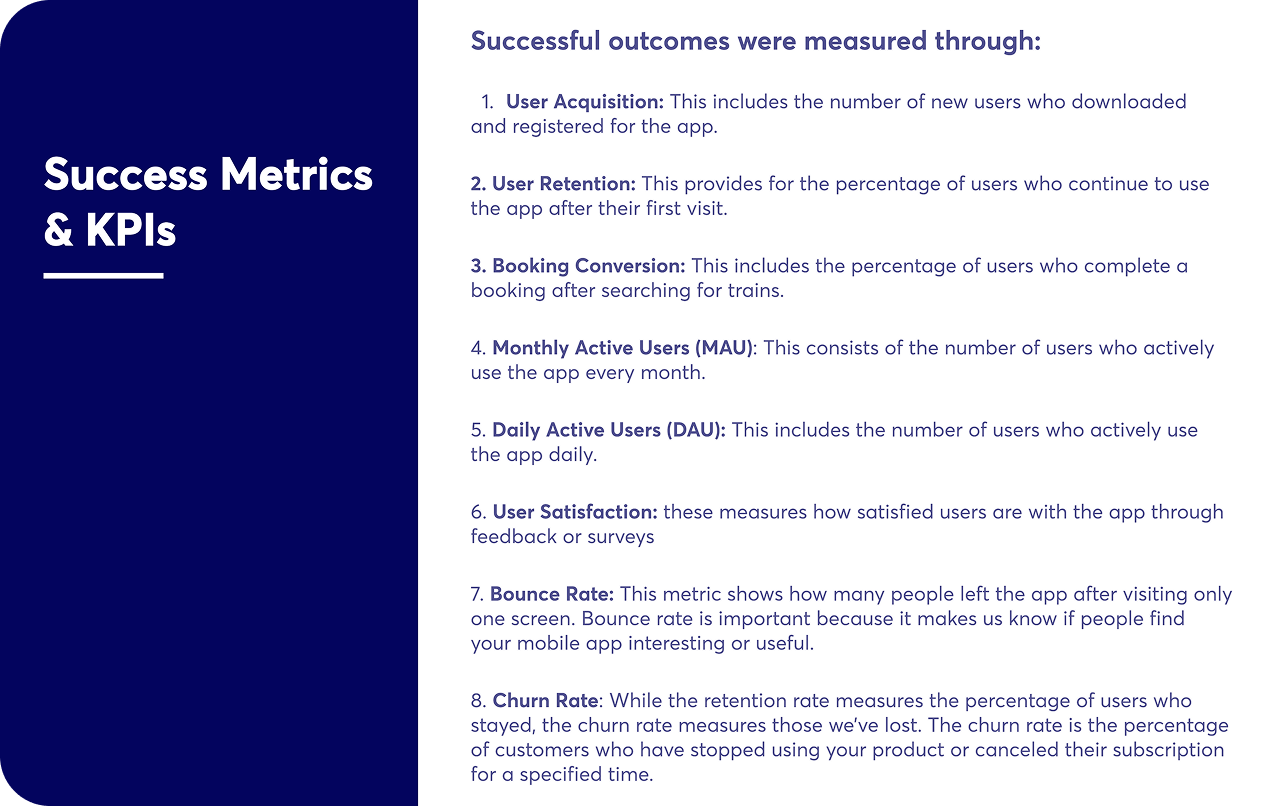 Success Metrics
& KPIs
Successful outcomes were measured through:
1. User Acquisition: This includes the number of new users who downloaded
and registered for the app.
2. User Retention: This provides for the percentage of users who continue to use
the app after their first visit.
3. Booking Conversion: This includes the percentage of users who complete a
booking after searching for trains.
4. Monthly Active Users (MAU): This consists of the number of users who actively
use the app every month.
5. Daily Active Users (DAU): This includes the number of users who actively use
the app daily.
6. User Satisfaction: these measures how satisfied users are with the app through
feedback or surveys
7. Bounce Rate: This metric shows how many people left the app after visiting only
one screen. Bounce rate is important because it makes us know if people find
your mobile app interesting or useful.
8. Churn Rate: While the retention rate measures the percentage of users who
stayed, the churn rate measures those we've lost. The churn rate is the percentage
of customers who have stopped using your product or canceled their subscription
for a specified time.